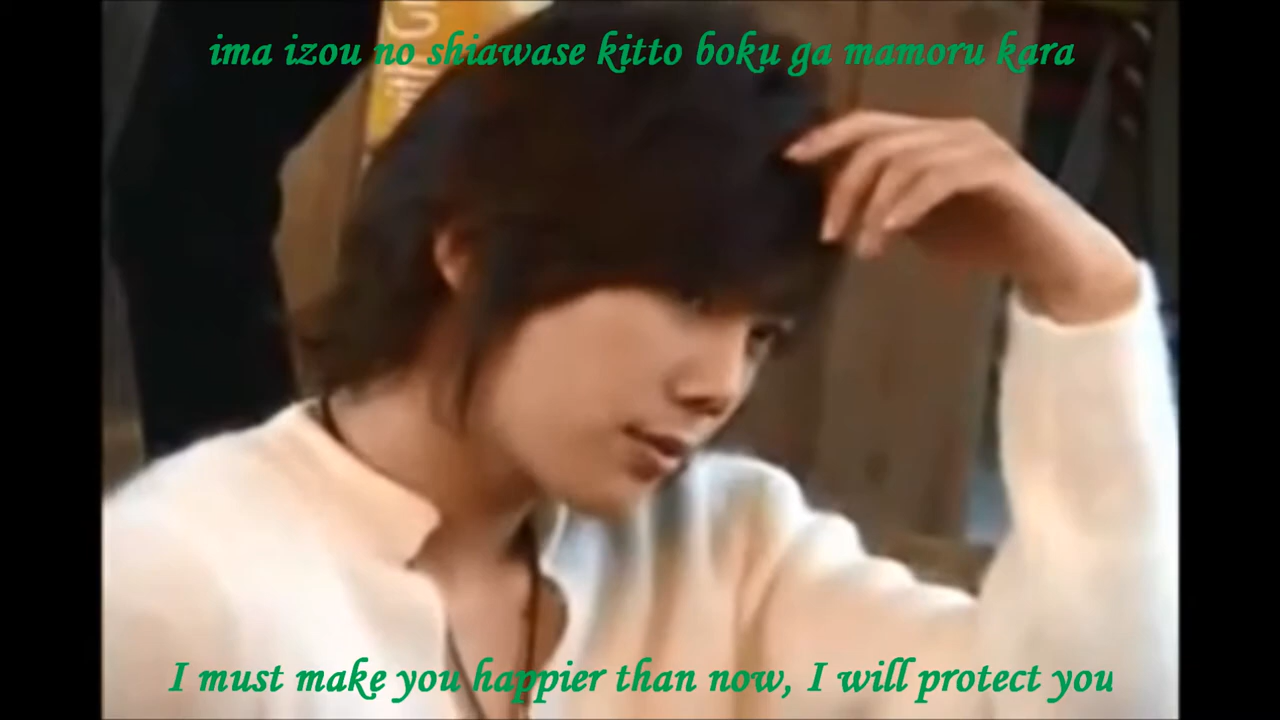 ima izou no shiawase kitto boku ga mamoru kara
I must make you happier than now, I will protect you